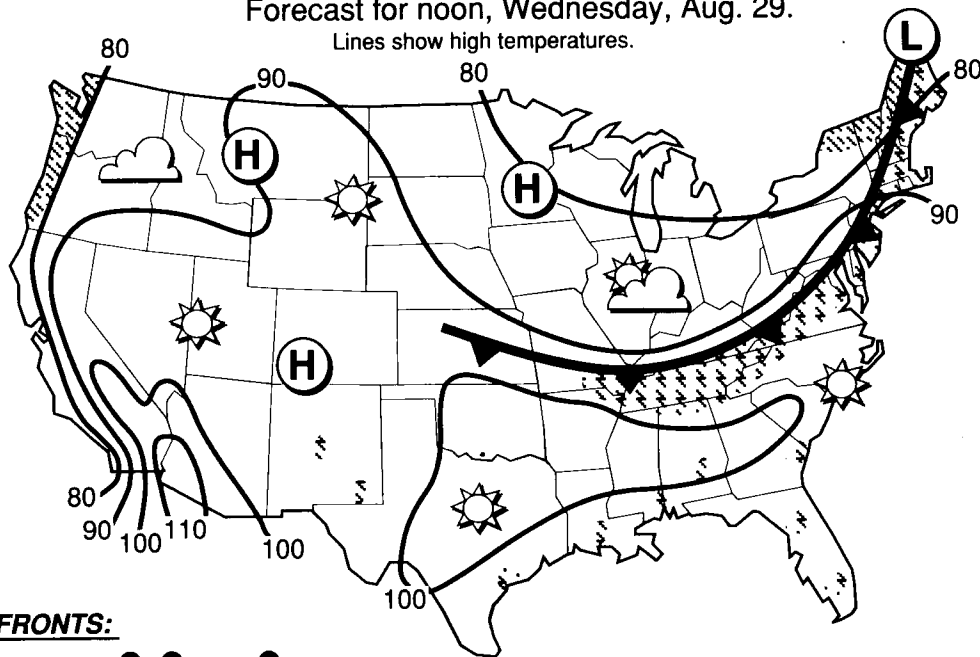 Forecast for noon, Wednesday, Aug. 29.
Lines show high temperatures.
L
80
90
80
80
H
H
90
H
80
90
100
110
100
100
FRONTS: